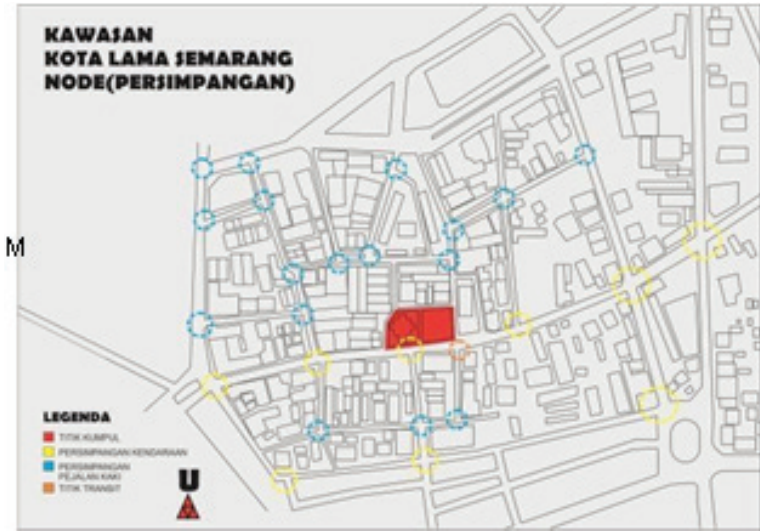 KAWASAN
KOTA LAMA SEMARANG
NODE(PERSIMPANGAN)
M
LEGENDA
TITIK KUMPUL
PERSIMPANGAN KENDARAAN
PERSIMPANGAN
PEJALAN KAKI
TITIK TRANSIT
U